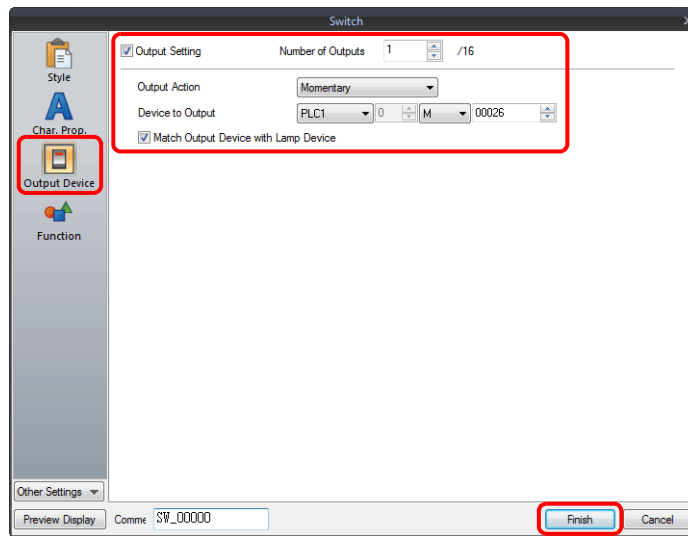 Switch
Style
Char. Prop.
Output Device
Function
Output Setting Number of Outputs 1 /16
Output Action Momentary
Device to Output PLC1 0 M 00026
Match Output Device with Lamp Device
Other Settings
Preview Display Comme SW_00000 Finish Cancel